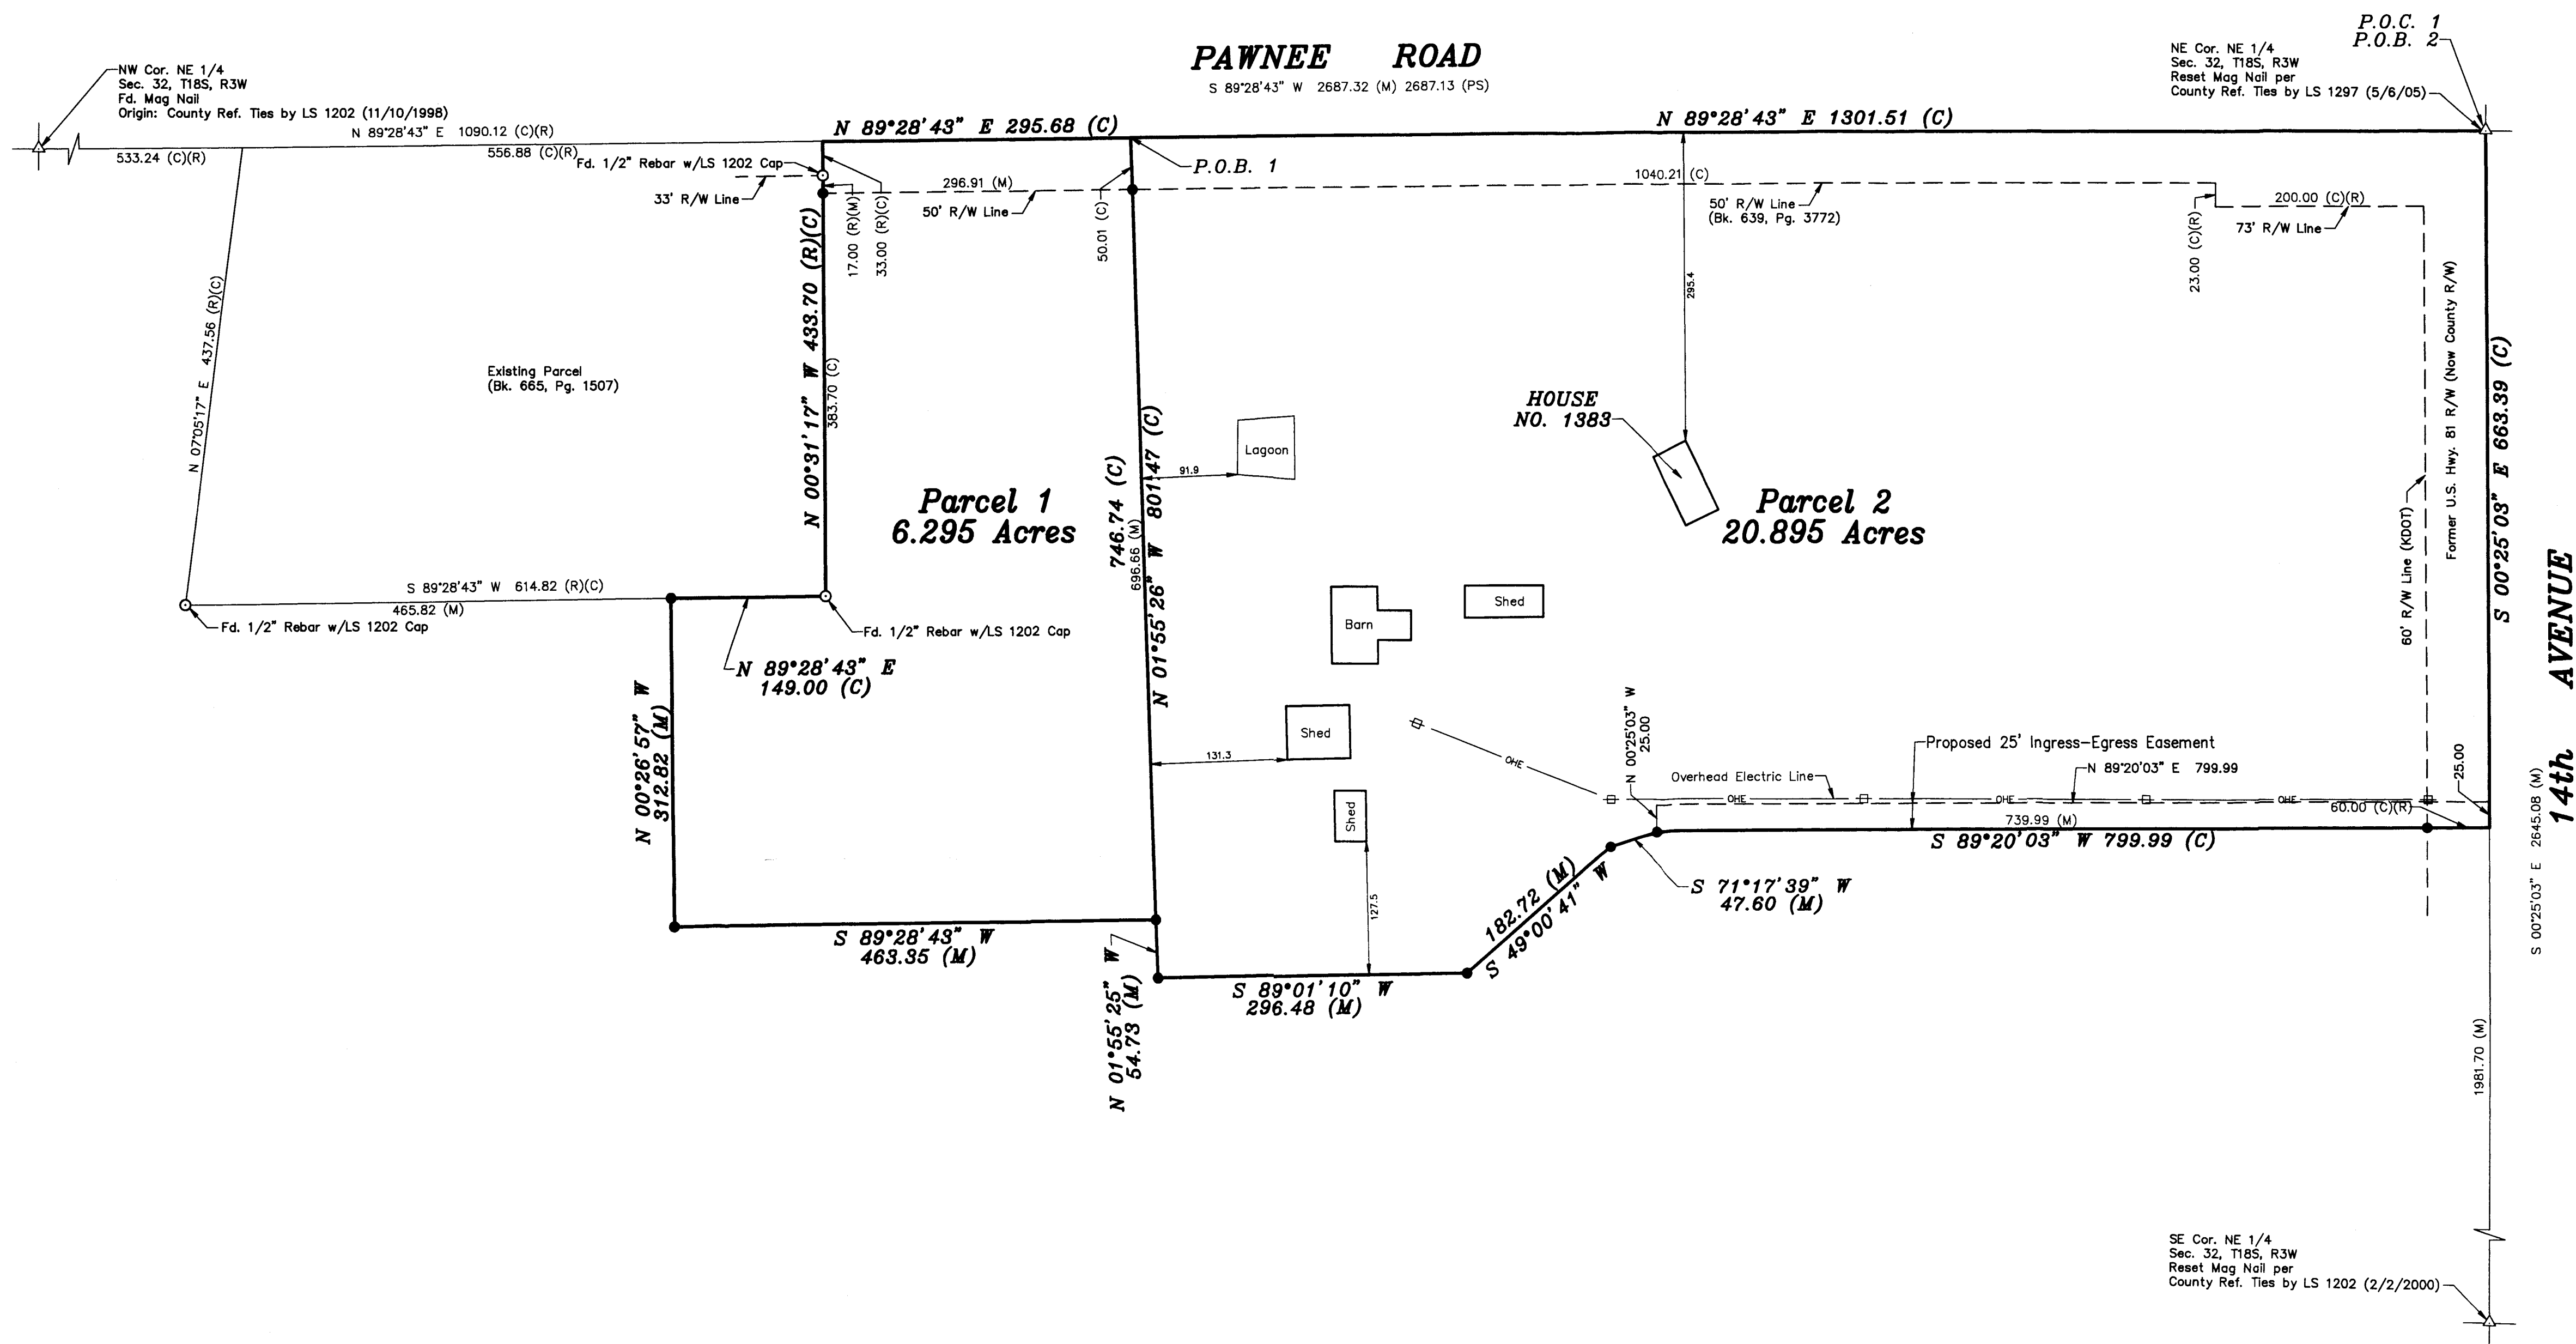 P.O.C. 1
P.O.B. 2
PAWNEE ROAD
S 89°28'43" W 2687.32 (M) 2687.13 (PS)
NW Cor. NE 1/4
Sec. 32, T18S, R3W
Fd. Mag Nail
Origin: County Ref. Ties by LS 1202 (11/10/1998)
NE Cor. NE 1/4
Sec. 32, T18S, R3W
Reset Mag Nail per
County Ref. Ties by LS 1297 (5/6/05)
N 89°28'43" E 1090.12 (C)(R)
N 89°28'43" E 295.68 (C)
N 89°28'43" E 1301.51 (C)
533.24 (C)(R)
556.88 (C)(R)
Fd. 1/2" Rebar w/LS 1202 Cap
P.O.B. 1
33' R/W Line
296.91 (M)
50' R/W Line
1040.21 (C)
50' R/W Line
(Bk. 639, Pg. 3772)
200.00 (C)(R)
73' R/W Line
17.00 (R)(M)
33.00 (R)(C)
50.01 (C)
23.00 (C)(R)
295.4
N 07°05'17" E 437.56 (R)(C)
N 00°31'17" W 433.70 (R)(C)
383.70 (C)
Existing Parcel
(Bk. 665, Pg. 1507)
Former U.S. Hwy. 81 R/W (Now County R/W)
60' R/W Line (KDOT)
S 00°25'03" E 663.39 (C)
HOUSE
NO. 1383
Lagoon
91.9
Parcel 1
6.295 Acres
Parcel 2
20.895 Acres
746.74 (C)
696.66 (M)
N 01°55'26" W 801.47 (C)
S 89°28'43" W 614.82 (R)(C)
465.82 (M)
Fd. 1/2" Rebar w/LS 1202 Cap
Fd. 1/2" Rebar w/LS 1202 Cap
N 89°28'43" E
149.00 (C)
Barn
Shed
Shed
131.3
Shed
127.5
N 00°26'57" W
312.82 (M)
N 00°25'03" W
25.00
Proposed 25' Ingress-Egress Easement
N 89°20'03" E 799.99
Overhead Electric Line
OHE
OHE
OHE
OHE
25.00
60.00 (C)(R)
739.99 (M)
S 89°20'03" W 799.99 (C)
14th AVENUE
S 00°25'03" E 2645.08 (M)
S 71°17'39" W
47.60 (M)
182.72 (M)
S 49°00'41" W
S 89°28'43" W
463.35 (M)
N 01°55'25" W
54.73 (M)
S 89°01'10" W
296.48 (M)
1981.70 (M)
SE Cor. NE 1/4
Sec. 32, T18S, R3W
Reset Mag Nail per
County Ref. Ties by LS 1202 (2/2/2000)